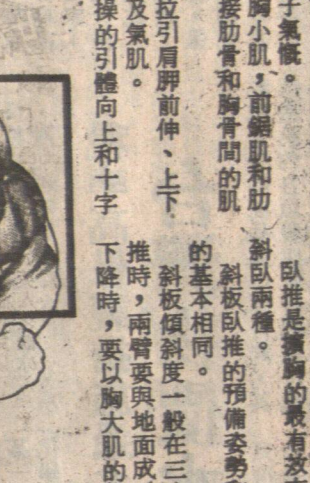 子氣慨。
胸小肌,前鋸肌和肋
接肋骨和胸骨間的肌
拉引肩胛前伸、上下
及氣肌。
操的引體向上和十字
臥推是擴胸的最有效
斜臥兩種。
斜板臥推的預備姿勢
的基本相同。
斜板傾斜度一般在三
推時,兩臂要與地面成
下降時,要以胸大肌的